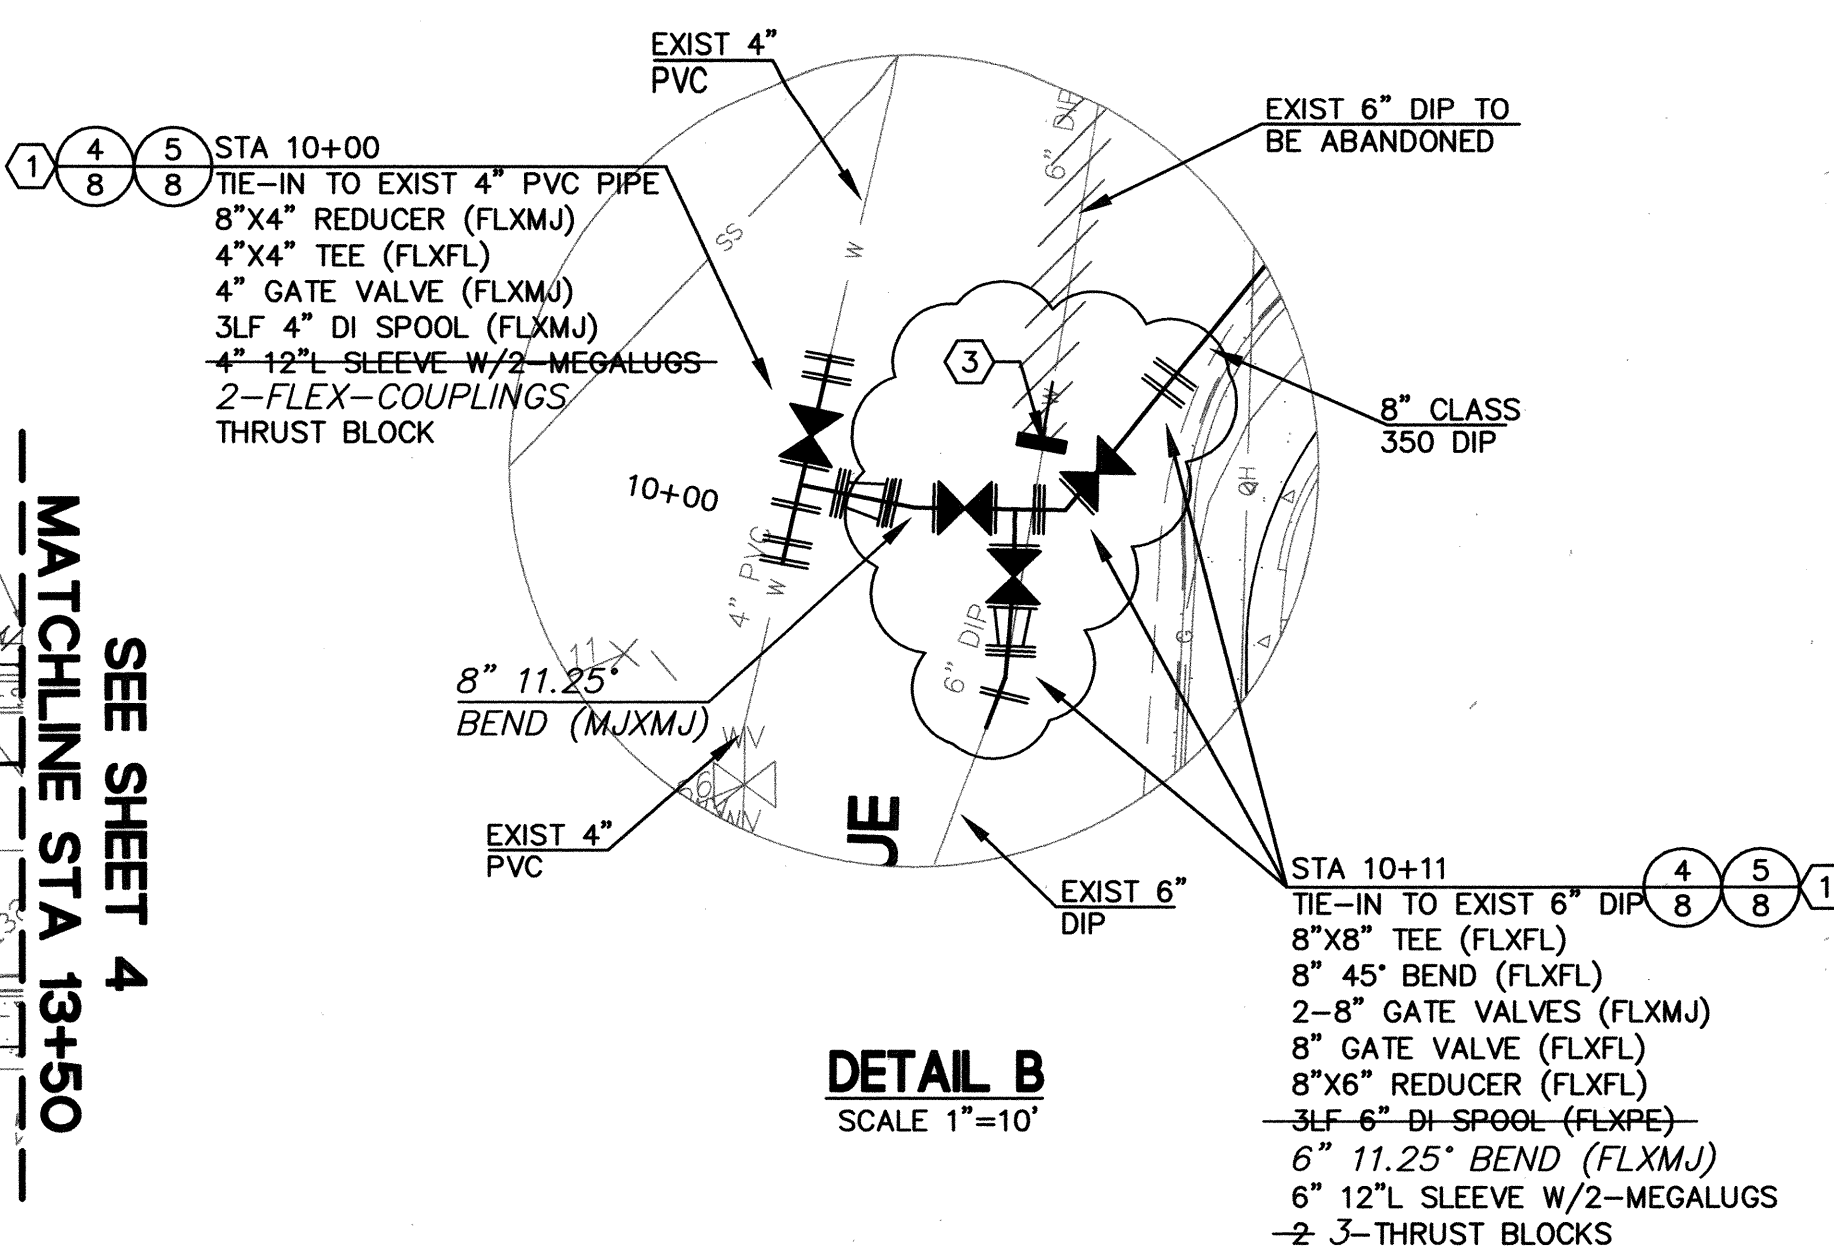 EXIST 4”
PVC
EXIST 6” DIP TO
BE ABANDONED
1
4
8
5
8
STA 10+00
TIE-IN TO EXIST 4” PVC PIPE
8”X4” REDUCER (FLXMJ)
4”X4” TEE (FLXFL)
4” GATE VALVE (FLXMJ)
3LF 4” DI SPOOL (FLXMJ)
4” 12”L SLEEVE W/2-MEGALUGS
2-FLEX-COUPLINGS
THRUST BLOCK
SS
W
6” DIP
3
W
8” CLASS
350 DIP
10+00
4” PVC
W
6” DIP
OH
G
11
8” 11.25°
BEND (MJXMJ)
WV
EXIST 4”
PVC
JE
EXIST 6”
DIP
SEE SHEET 4
MATCHLINE STA 13+50
DETAIL B
SCALE 1”=10’
STA 10+11
4
8
5
8
1
TIE-IN TO EXIST 6” DIP
8”X8” TEE (FLXFL)
8” 45° BEND (FLXFL)
2-8” GATE VALVES (FLXMJ)
8” GATE VALVE (FLXFL)
8”X6” REDUCER (FLXFL)
3LF 6” DI SPOOL (FLXPE)
6” 11.25° BEND (FLXMJ)
6” 12”L SLEEVE W/2-MEGALUGS
2 3-THRUST BLOCKS